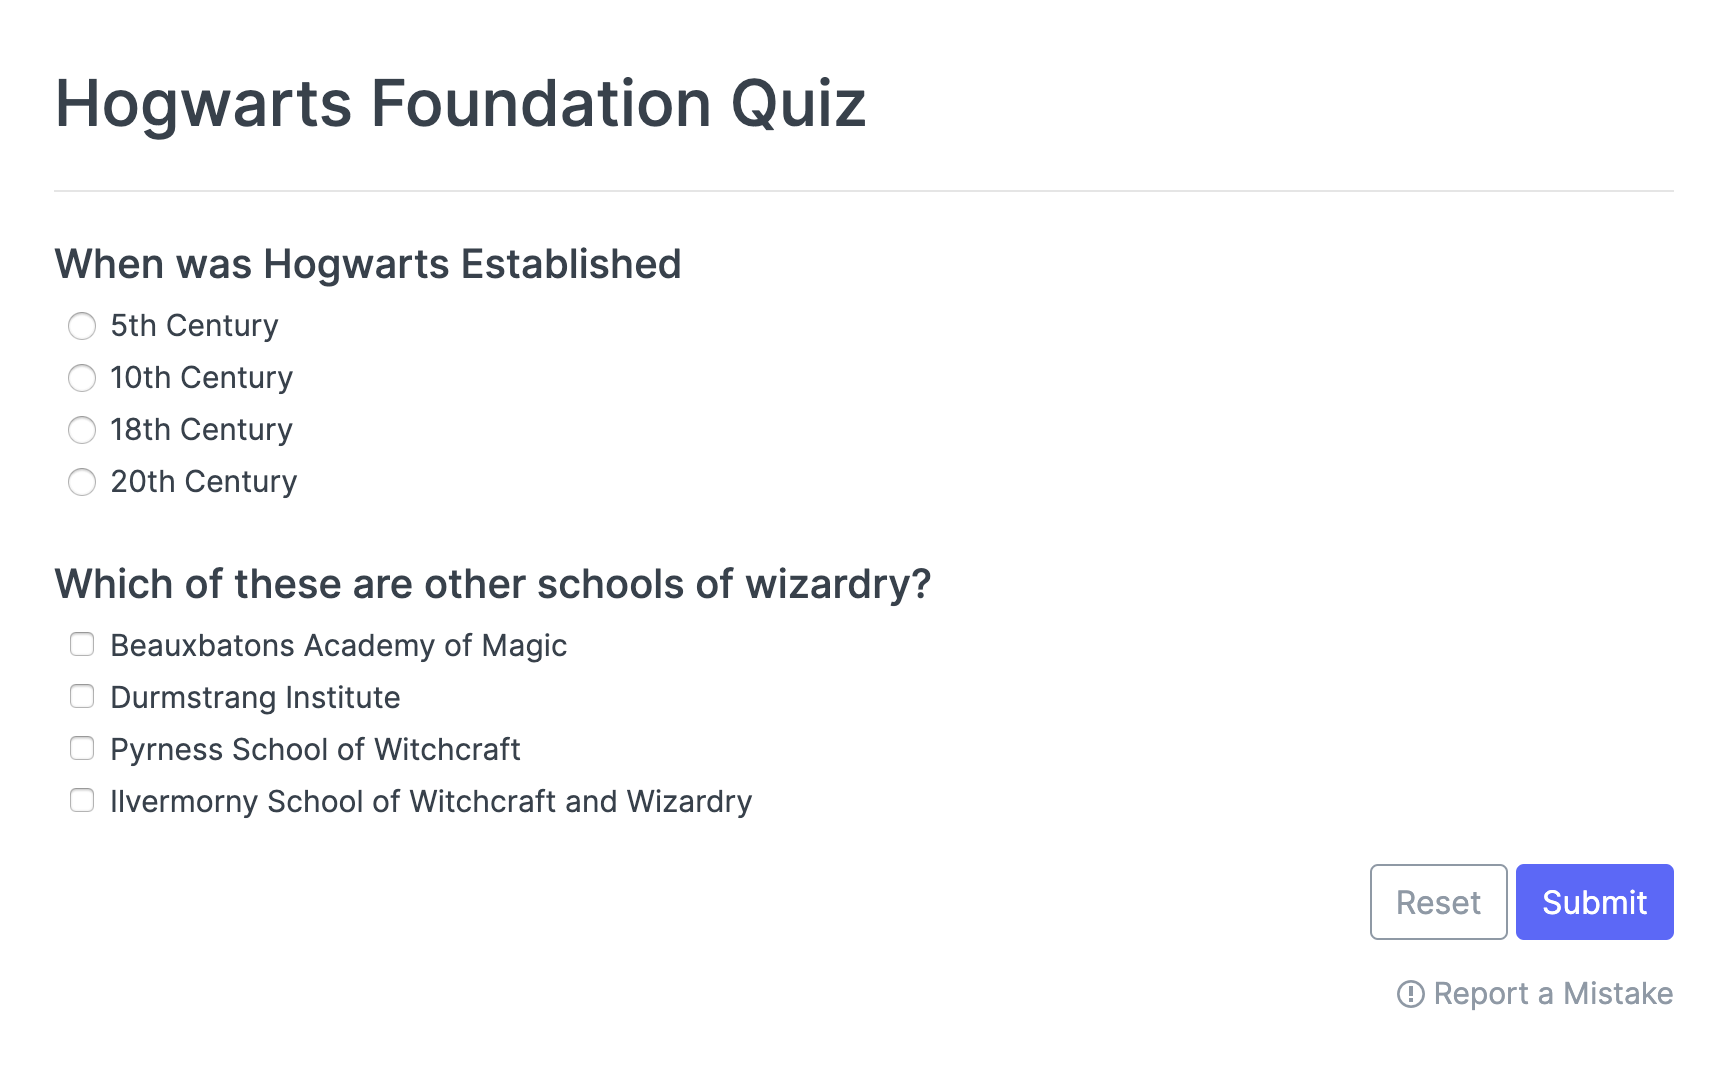 Hogwarts Foundation Quiz
When was Hogwarts Established
5th Century
10th Century
18th Century
20th Century
Which of these are other schools of wizardry?
Beauxbatons Academy of Magic
Durmstrang Institute
Pyrness School of Witchcraft
Ilvermorny School of Witchcraft and Wizardry
Reset Submit
Report a Mistake